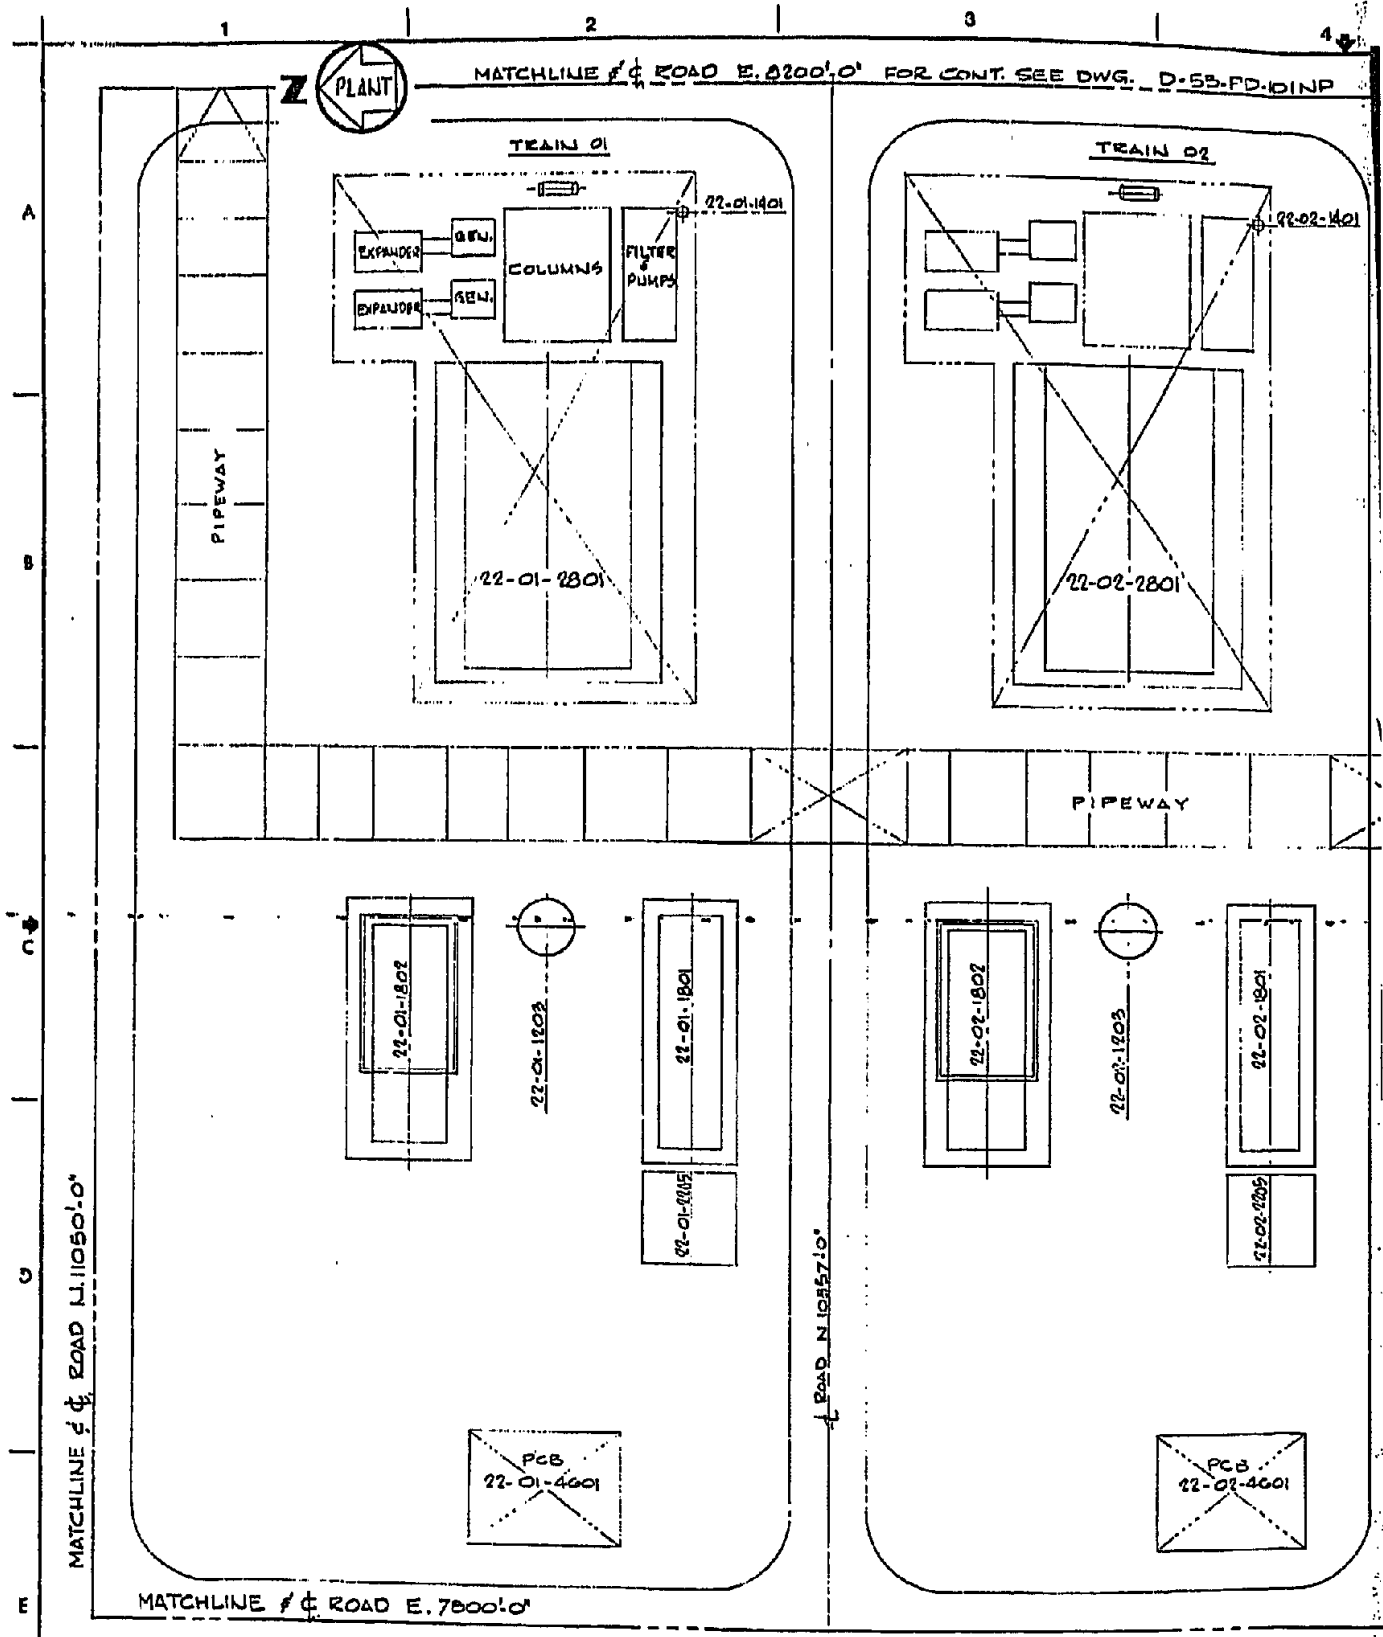 1
2
3
4
Z
PLANT
MATCHLINE & ℄ ROAD E. 8200'-0" FOR CONT. SEE DWG. D-53-FD-101NP
TRAIN 01
TRAIN 02
A
22-01-1401
22-02-1401
EXPANDER
GEN.
COLUMNS
FILTER
&
PUMPS
EXPANDER
GEN.
PIPEWAY
B
22-01-2801
22-02-2801
PIPEWAY
C
22-01-1802
22-01-1203
22-01-1801
22-02-1802
22-02-1203
22-02-1801
22-01-2205
22-02-2205
D
MATCHLINE & ℄ ROAD N.11050'-0"
℄ ROAD N 10557'-0"
PCB
22-01-4601
PCB
22-02-4601
E
MATCHLINE & ℄ ROAD E. 7800'-0"